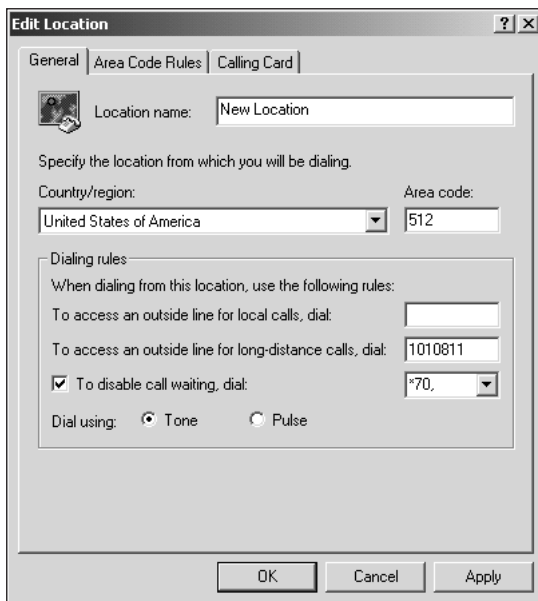 Edit Location
General Area Code Rules Calling Card
Location name: New Location
Specify the location from which you will be dialing.
Country/region: Area code:
United States of America 512
Dialing rules
When dialing from this location, use the following rules:
To access an outside line for local calls, dial:
To access an outside line for long-distance calls, dial: 1010811
To disable call waiting, dial: *70,
Dial using: Tone Pulse
OK Cancel Apply